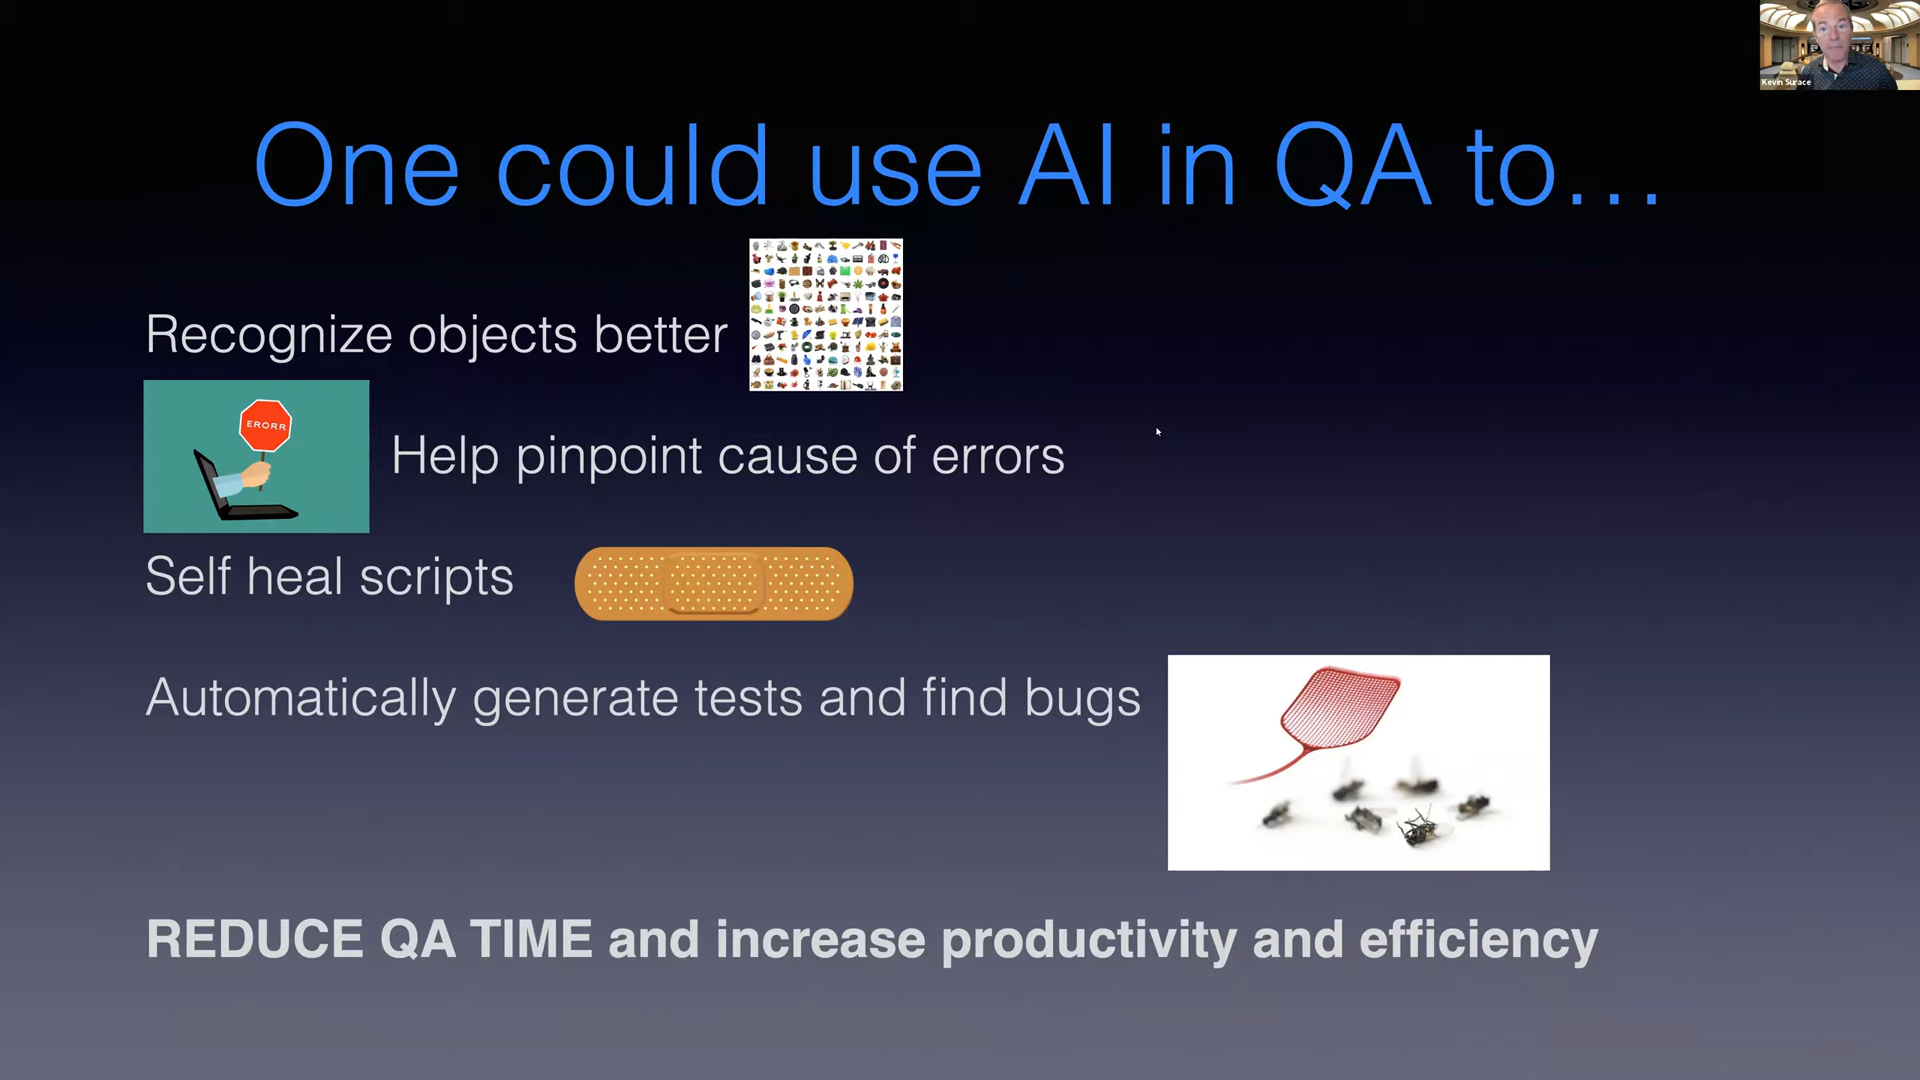 Kevin Surace
One could use AI in QA to...
Recognize objects better
ERORR
Help pinpoint cause of errors
Self heal scripts
Automatically generate tests and find bugs
REDUCE QA TIME and increase productivity and efficiency